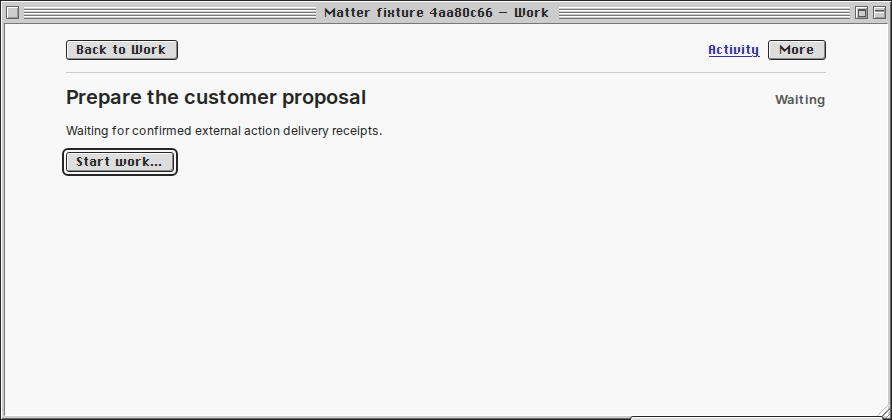 Matter fixture 4aa80c66 — Work
Back to Work
Activity
More
Prepare the customer proposal
Waiting
Waiting for confirmed external action delivery receipts.
Start work...